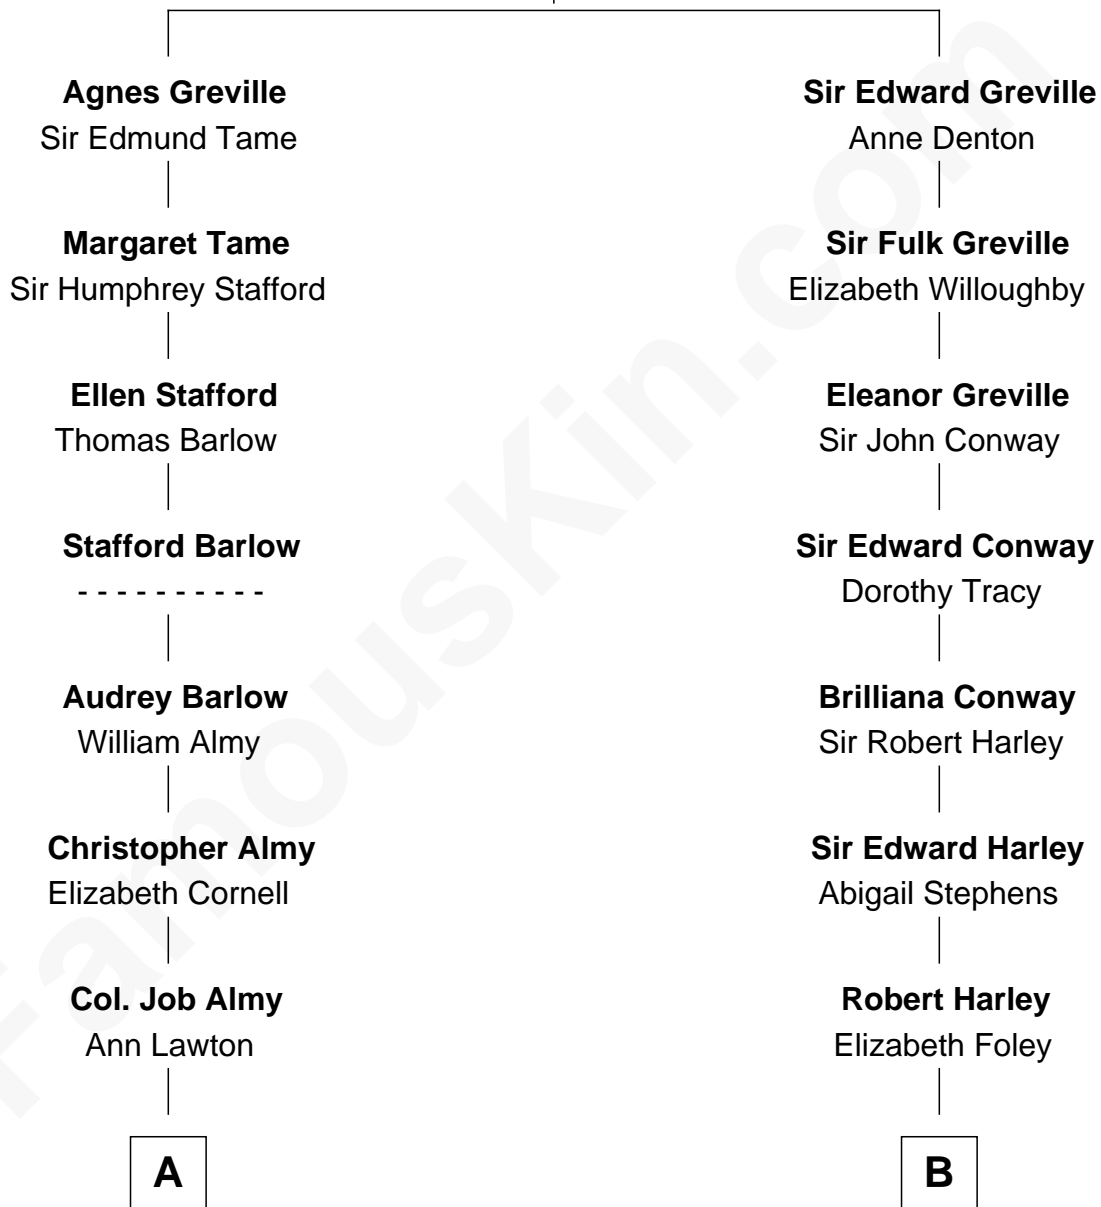 Agnes Greville
Sir Edmund Tame
Margaret Tame
Sir Humphrey Stafford
Ellen Stafford
Thomas Barlow
Stafford Barlow
- - - - - - - - - -
Audrey Barlow
William Almy
Christopher Almy
Elizabeth Cornell
Col. Job Almy
Ann Lawton
A
Sir Edward Greville
Anne Denton
Sir Fulk Greville
Elizabeth Willoughby
Eleanor Greville
Sir John Conway
Sir Edward Conway
Dorothy Tracy
Brilliana Conway
Sir Robert Harley
Sir Edward Harley
Abigail Stephens
Robert Harley
Elizabeth Foley
B
FamousKin.com